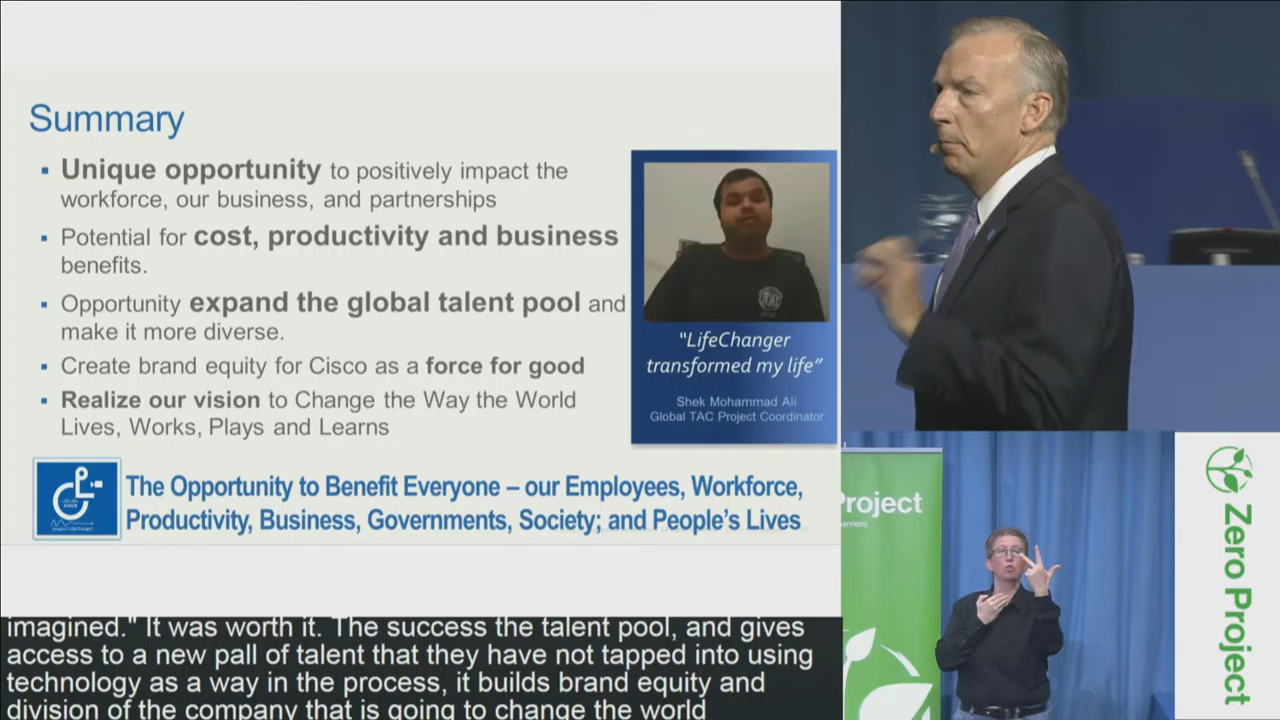 Summary
Unique opportunity to positively impact the
workforce, our business, and partnerships
Potential for cost, productivity and business
benefits.
Opportunity expand the global talent pool and
make it more diverse.
Create brand equity for Cisco as a force for good
Realize our vision to Change the Way the World
Lives, Works, Plays and Learns
"LifeChanger
transformed my life"
Shek Mohammad Ali
Global TAC Project Coordinator
The Opportunity to Benefit Everyone – our Employees, Workforce,
Productivity, Business, Governments, Society; and People's Lives
cisco
project LifeChanger
imagined." It was worth it. The success the talent pool, and gives
access to a new pall of talent that they have not tapped into using
technology as a way in the process, it builds brand equity and
division of the company that is going to change the world
Project
arriers
Zero Project